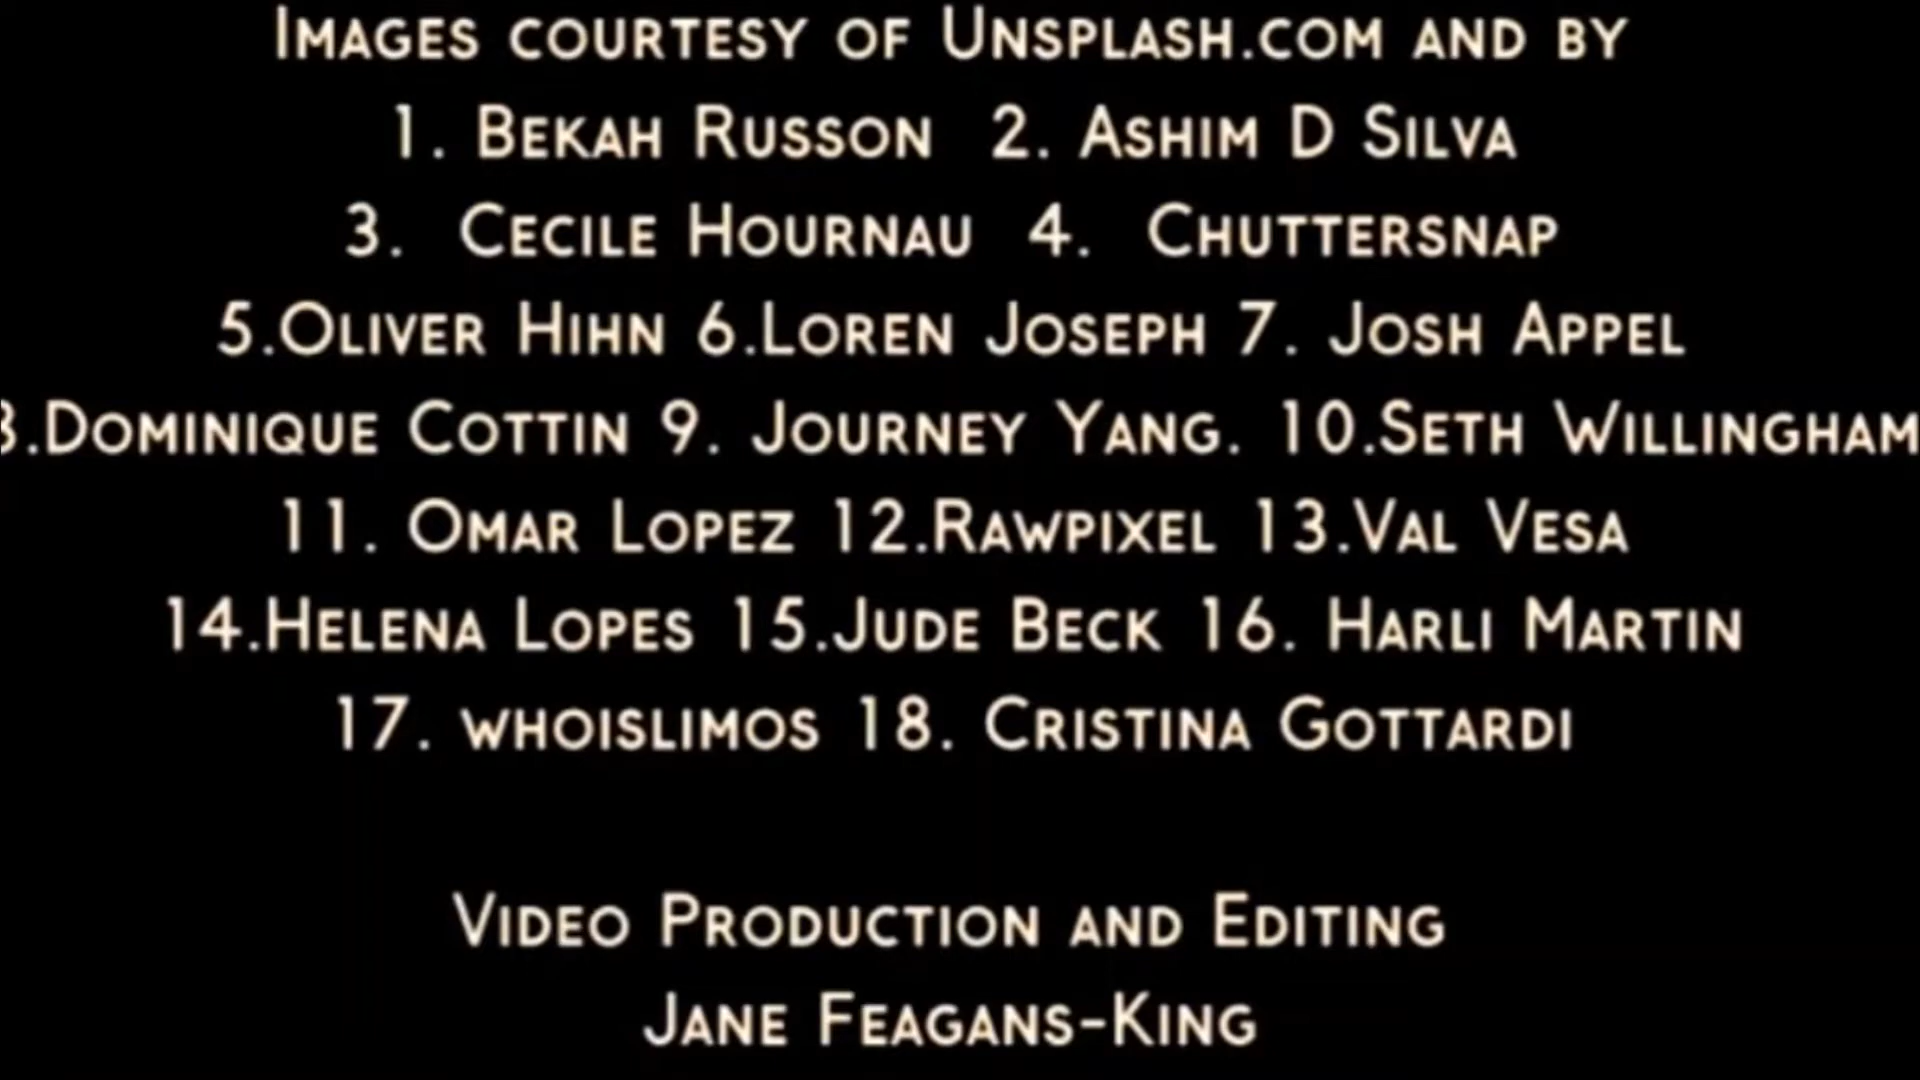 Images courtesy of Unsplash.com and by
1. Bekah Russon 2. Ashim D Silva
3. Cecile Hournau 4. Chuttersnap
5.Oliver Hihn 6.Loren Joseph 7. Josh Appel
8.Dominique Cottin 9. Journey Yang. 10.Seth Willingham
11. Omar Lopez 12.Rawpixel 13.Val Vesa
14.Helena Lopes 15.Jude Beck 16. Harli Martin
17. whoislimos 18. Cristina Gottardi
Video Production and Editing
Jane Feagans-King